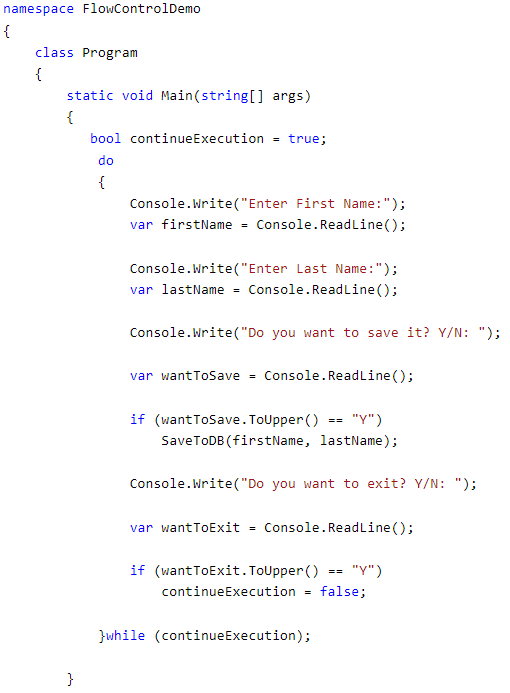 namespace FlowControlDemo
{
    class Program
    {
        static void Main(string[] args)
        {
           bool continueExecution = true;
            do
            {
                Console.Write("Enter First Name:");
                var firstName = Console.ReadLine();

                Console.Write("Enter Last Name:");
                var lastName = Console.ReadLine();

                Console.Write("Do you want to save it? Y/N: ");

                var wantToSave = Console.ReadLine();

                if (wantToSave.ToUpper() == "Y")
                    SaveToDB(firstName, lastName);

                Console.Write("Do you want to exit? Y/N: ");

                var wantToExit = Console.ReadLine();

                if (wantToExit.ToUpper() == "Y")
                    continueExecution = false;

            }while (continueExecution);

        }